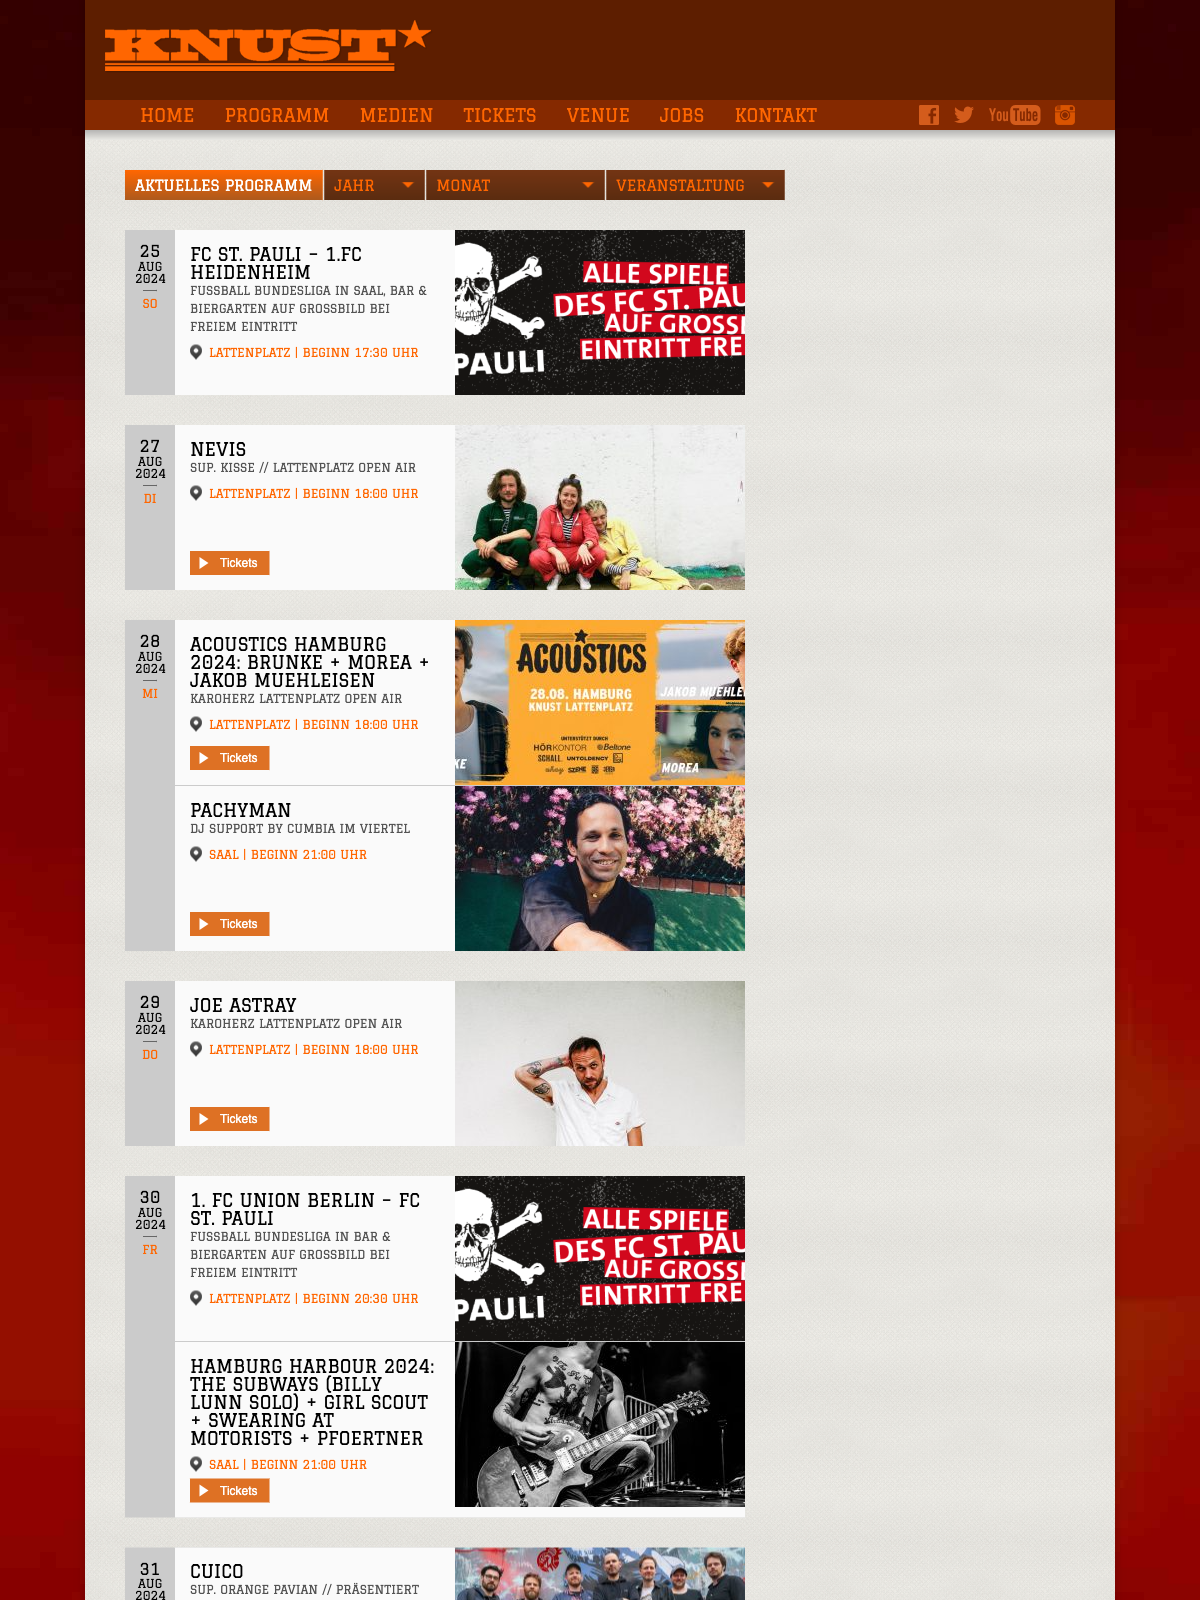 KNUST
HOME PROGRAMM MEDIEN TICKETS VENUE JOBS KONTAKT You Tube
AKTUELLES PROGRAMM JAHR MONAT VERANSTALTUNG
25
AUG
2024
SO
FC ST. PAULI – 1.FC
HEIDENHEIM
FUSSBALL BUNDESLIGA IN SAAL, BAR &
BIERGARTEN AUF GROSSBILD BEI
FREIEM EINTRITT
LATTENPLATZ | BEGINN 17:30 UHR
ALLE SPIELE
DES FC ST. PAU
AUF GROSSE
EINTRITT FRE
PAULI
27
AUG
2024
DI
NEVIS
SUP. KISSE // LATTENPLATZ OPEN AIR
LATTENPLATZ | BEGINN 18:00 UHR
Tickets
28
AUG
2024
MI
ACOUSTICS HAMBURG
2024: BRUNKE + MOREA +
JAKOB MUEHLEISEN
KAROHERZ LATTENPLATZ OPEN AIR
LATTENPLATZ | BEGINN 18:00 UHR
Tickets
ACOUSTICS
28.08. HAMBURG
KNUST LATTENPLATZ
JAKOB MUEHLE
UNTERSTÜTZT DURCH
HÖRKONTOR @Beltone
SCHALL. UNTOLDENCY
ahoy SZENE
KE
MOREA
PACHYMAN
DJ SUPPORT BY CUMBIA IM VIERTEL
SAAL | BEGINN 21:00 UHR
Tickets
29
AUG
2024
DO
JOE ASTRAY
KAROHERZ LATTENPLATZ OPEN AIR
LATTENPLATZ | BEGINN 18:00 UHR
Tickets
30
AUG
2024
FR
1. FC UNION BERLIN – FC
ST. PAULI
FUSSBALL BUNDESLIGA IN BAR &
BIERGARTEN AUF GROSSBILD BEI
FREIEM EINTRITT
LATTENPLATZ | BEGINN 20:30 UHR
ALLE SPIELE
DES FC ST. PAU
AUF GROSSE
EINTRITT FRE
PAULI
HAMBURG HARBOUR 2024:
THE SUBWAYS (BILLY
LUNN SOLO) + GIRL SCOUT
+ SWEARING AT
MOTORISTS + PFOERTNER
SAAL | BEGINN 21:00 UHR
Tickets
31
AUG
2024
CUICO
SUP. ORANGE PAVIAN // PRÄSENTIERT